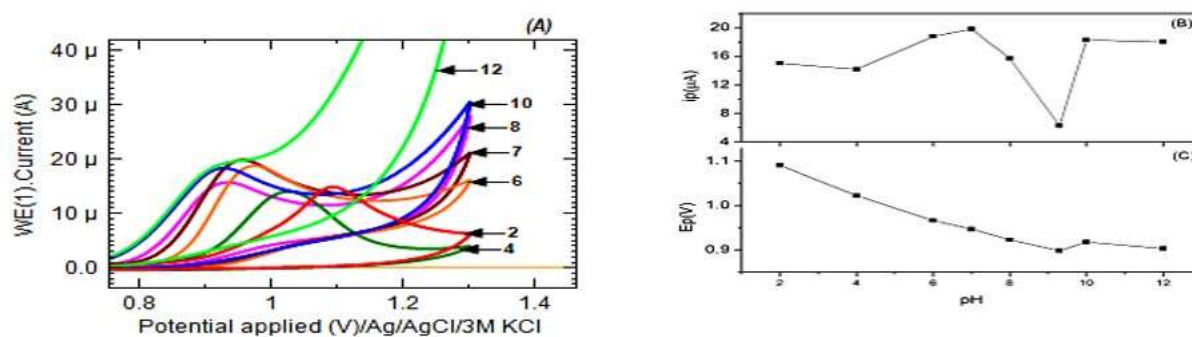 (A)
40 μ
30 μ
20 μ
10 μ
0.0
WE(1).Current (A)
12
10
8
7
6
2
4
0.8
1
1.2
1.4
Potential applied (V)/Ag/AgCl/3M KCl
(B)
20
16
12
8
4
ip(μA)
(C)
1.1
1.0
0.9
Ep(V)
2
4
6
8
10
12
pH